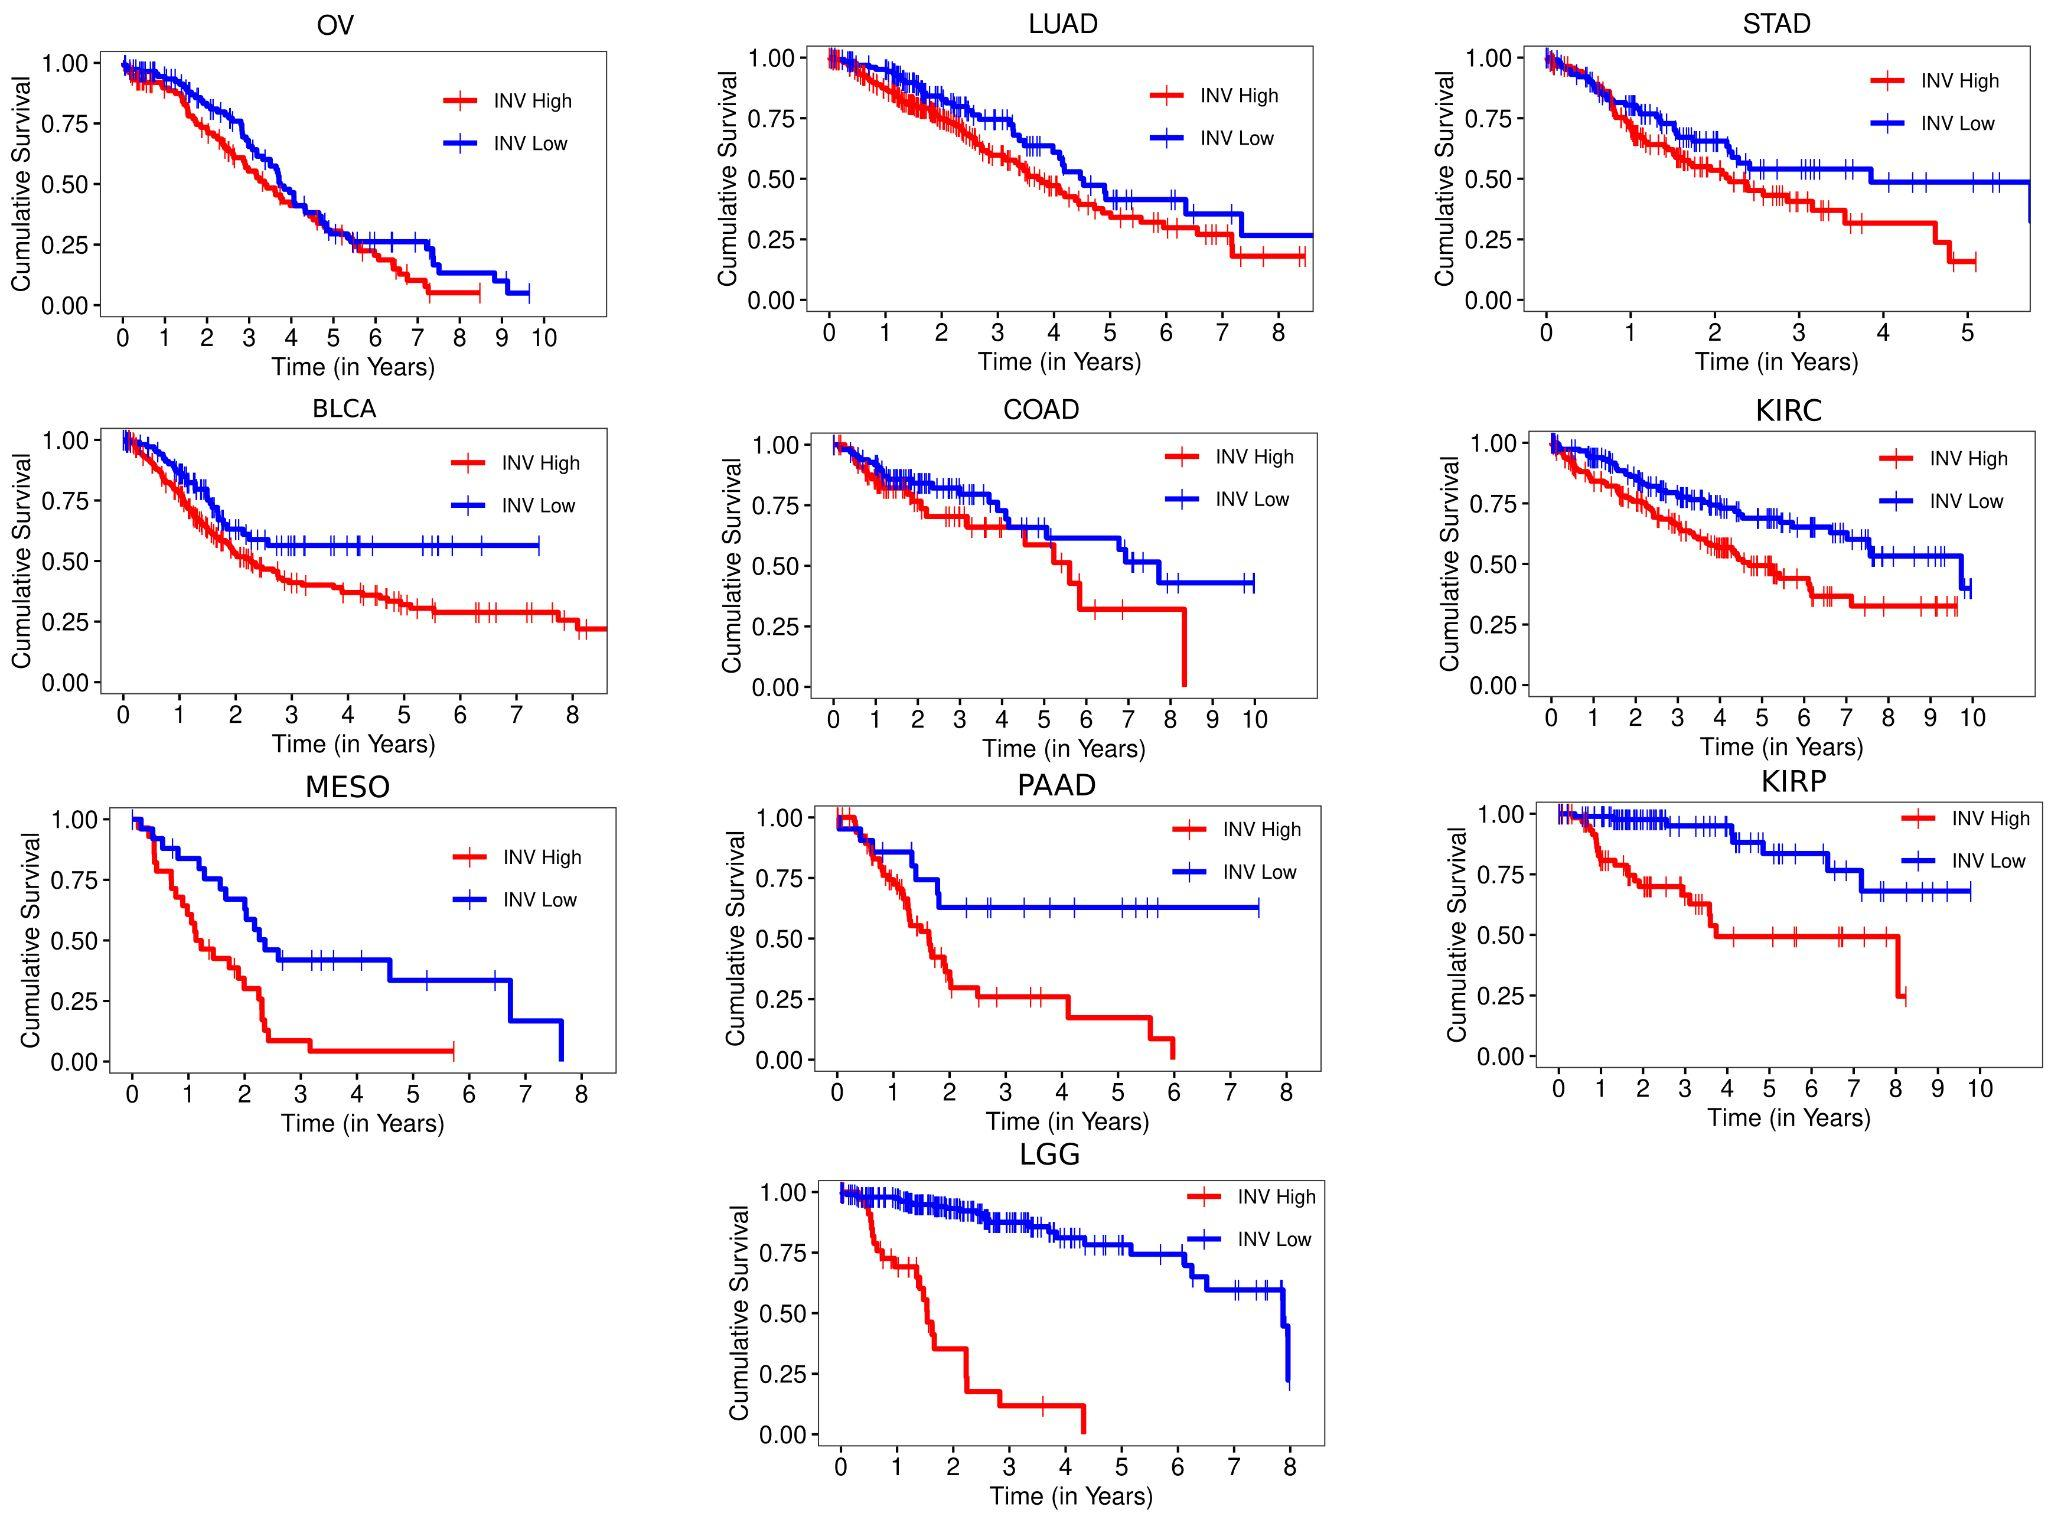 OV
Cumulative Survival
1.00
0.75
0.50
0.25
0.00
INV High
INV Low
0 1 2 3 4 5 6 7 8 9 10
Time (in Years)
LUAD
Cumulative Survival
1.00
0.75
0.50
0.25
0.00
INV High
INV Low
0 1 2 3 4 5 6 7 8
Time (in Years)
STAD
Cumulative Survival
1.00
0.75
0.50
0.25
0.00
INV High
INV Low
0 1 2 3 4 5
Time (in Years)
BLCA
Cumulative Survival
1.00
0.75
0.50
0.25
0.00
INV High
INV Low
0 1 2 3 4 5 6 7 8
Time (in Years)
COAD
Cumulative Survival
1.00
0.75
0.50
0.25
0.00
INV High
INV Low
0 1 2 3 4 5 6 7 8 9 10
Time (in Years)
KIRC
Cumulative Survival
1.00
0.75
0.50
0.25
0.00
INV High
INV Low
0 1 2 3 4 5 6 7 8 9 10
Time (in Years)
MESO
Cumulative Survival
1.00
0.75
0.50
0.25
0.00
INV High
INV Low
0 1 2 3 4 5 6 7 8
Time (in Years)
PAAD
Cumulative Survival
1.00
0.75
0.50
0.25
0.00
INV High
INV Low
0 1 2 3 4 5 6 7 8
Time (in Years)
KIRP
Cumulative Survival
1.00
0.75
0.50
0.25
0.00
INV High
INV Low
0 1 2 3 4 5 6 7 8 9 10
Time (in Years)
LGG
Cumulative Survival
1.00
0.75
0.50
0.25
0.00
INV High
INV Low
0 1 2 3 4 5 6 7 8
Time (in Years)